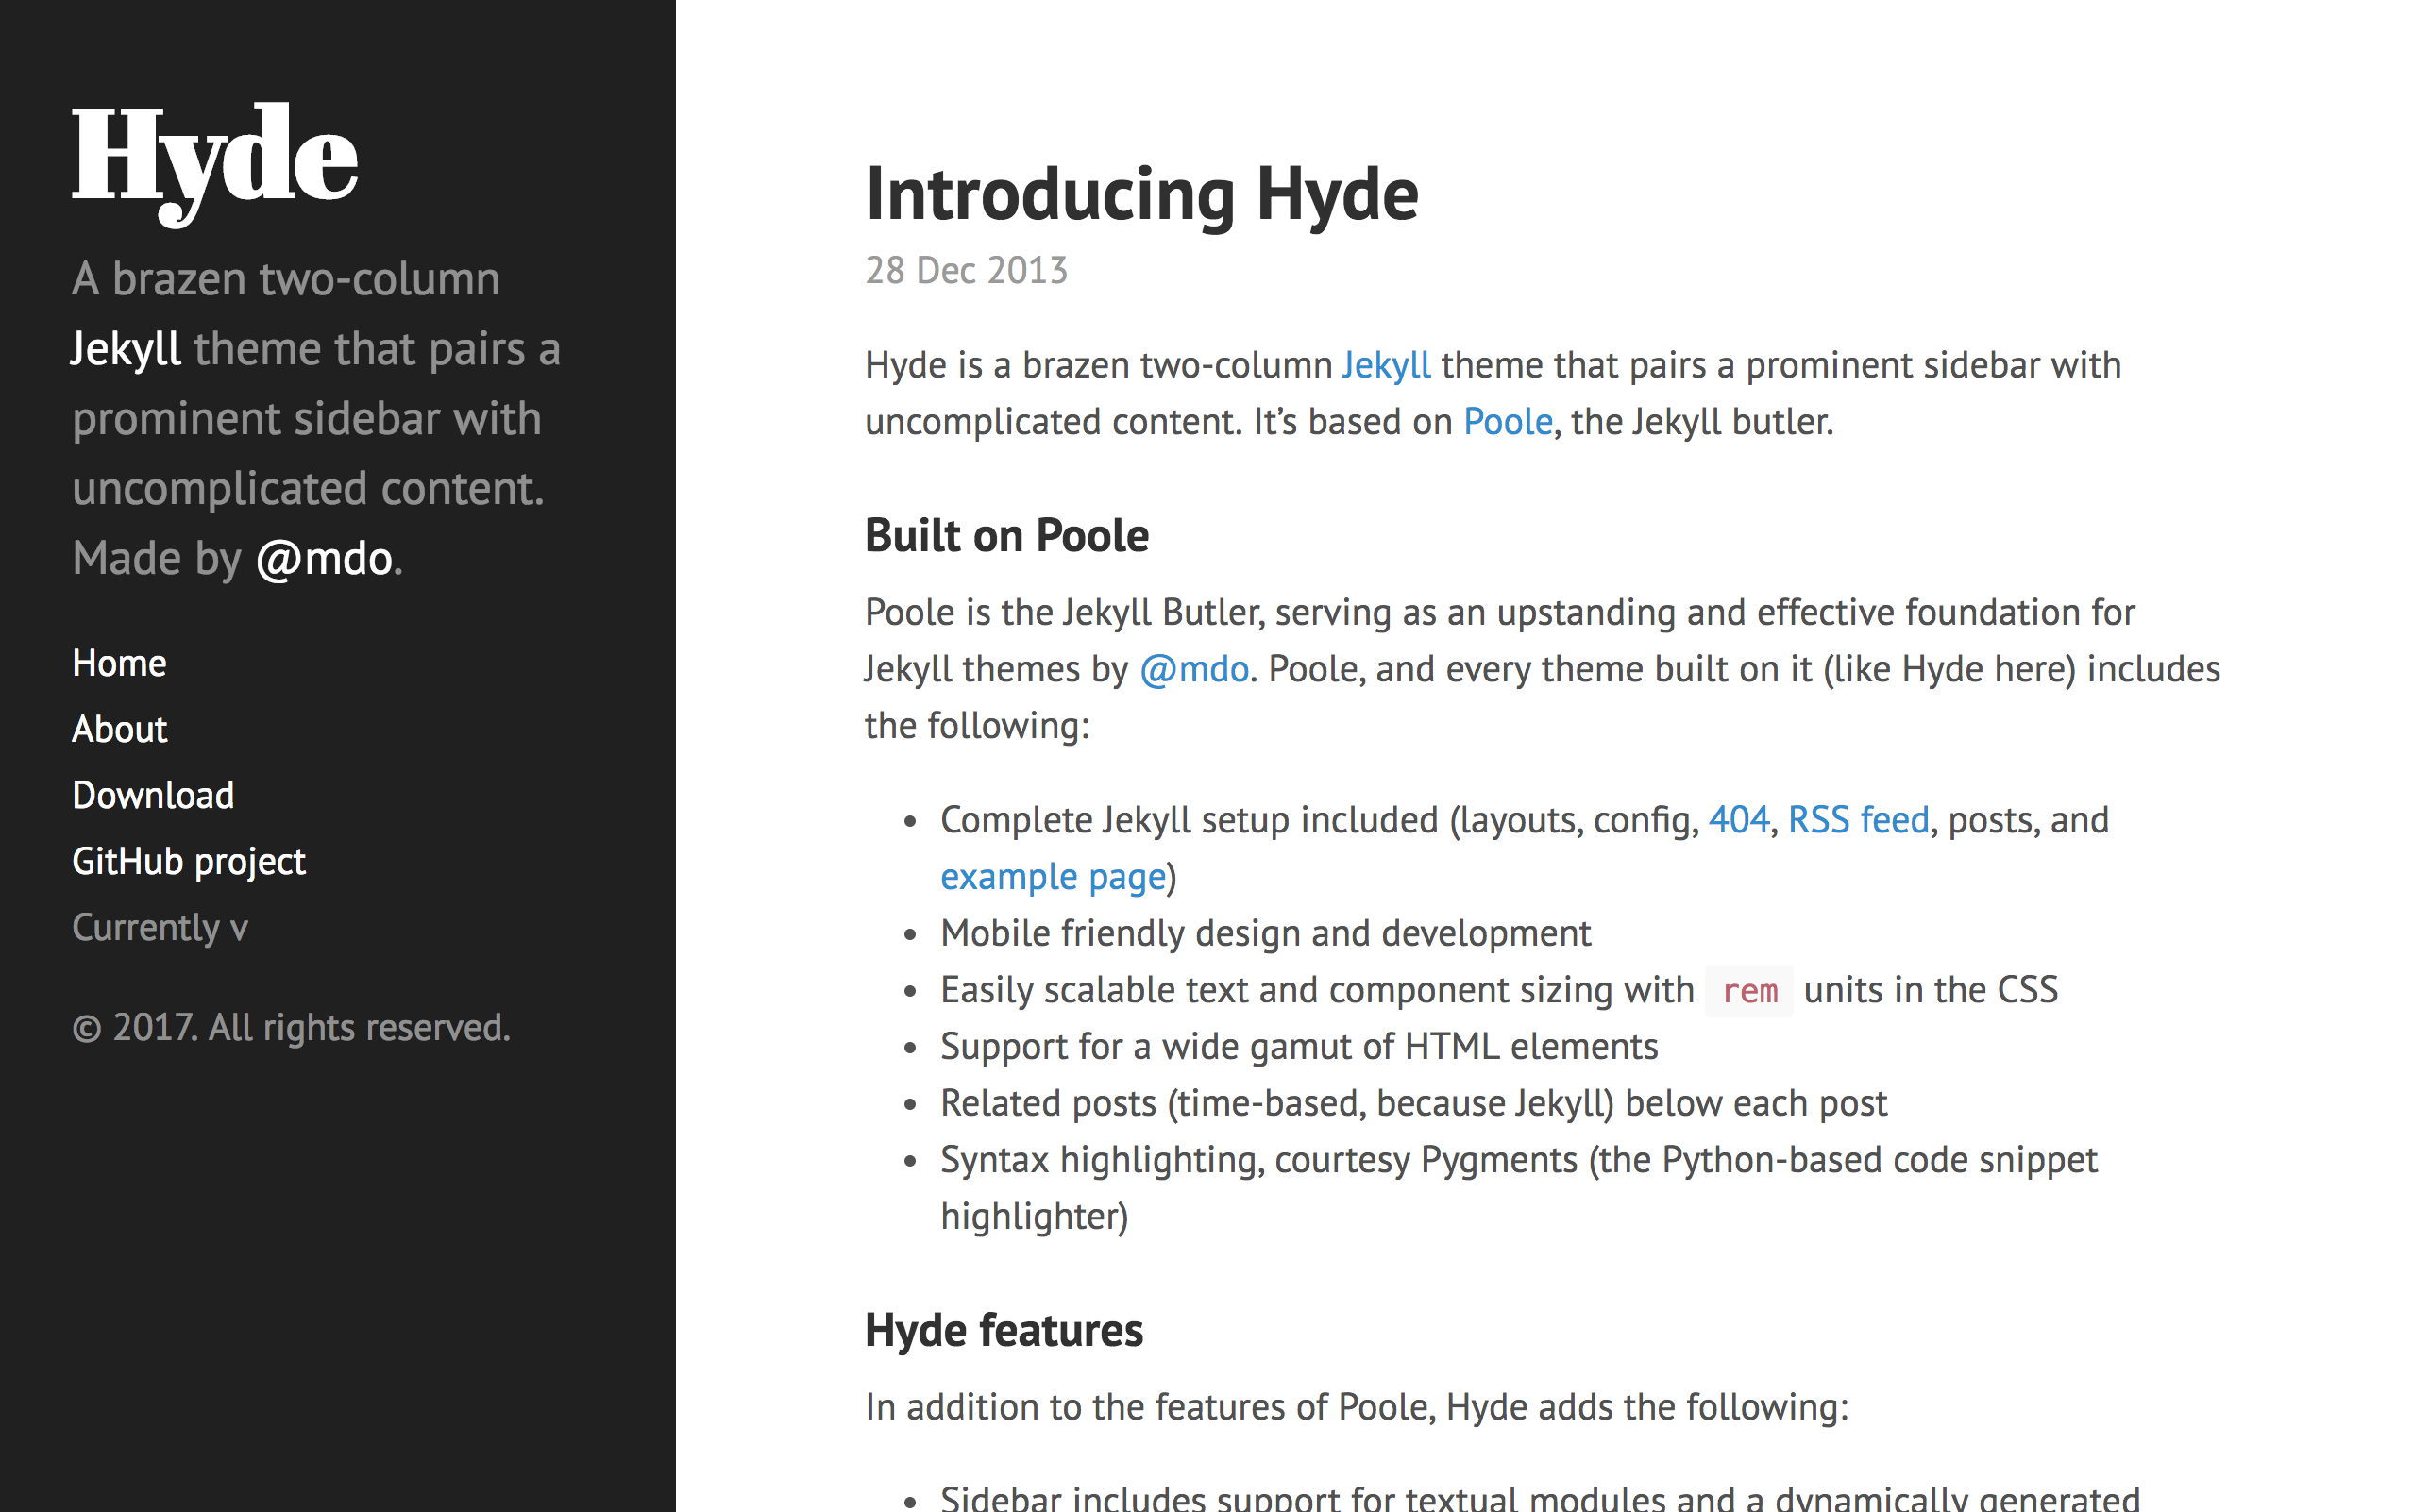 Hyde
A brazen two-column
Jekyll theme that pairs a
prominent sidebar with
uncomplicated content.
Made by @mdo.
Home
About
Download
GitHub project
Currently v
© 2017. All rights reserved.
Introducing Hyde
28 Dec 2013
Hyde is a brazen two-column Jekyll theme that pairs a prominent sidebar with
uncomplicated content. It’s based on Poole, the Jekyll butler.
Built on Poole
Poole is the Jekyll Butler, serving as an upstanding and effective foundation for
Jekyll themes by @mdo. Poole, and every theme built on it (like Hyde here) includes
the following:
• Complete Jekyll setup included (layouts, config, 404, RSS feed, posts, and
example page)
• Mobile friendly design and development
• Easily scalable text and component sizing with rem units in the CSS
• Support for a wide gamut of HTML elements
• Related posts (time-based, because Jekyll) below each post
• Syntax highlighting, courtesy Pygments (the Python-based code snippet
highlighter)
Hyde features
In addition to the features of Poole, Hyde adds the following:
• Sidebar includes support for textual modules and a dynamically generated